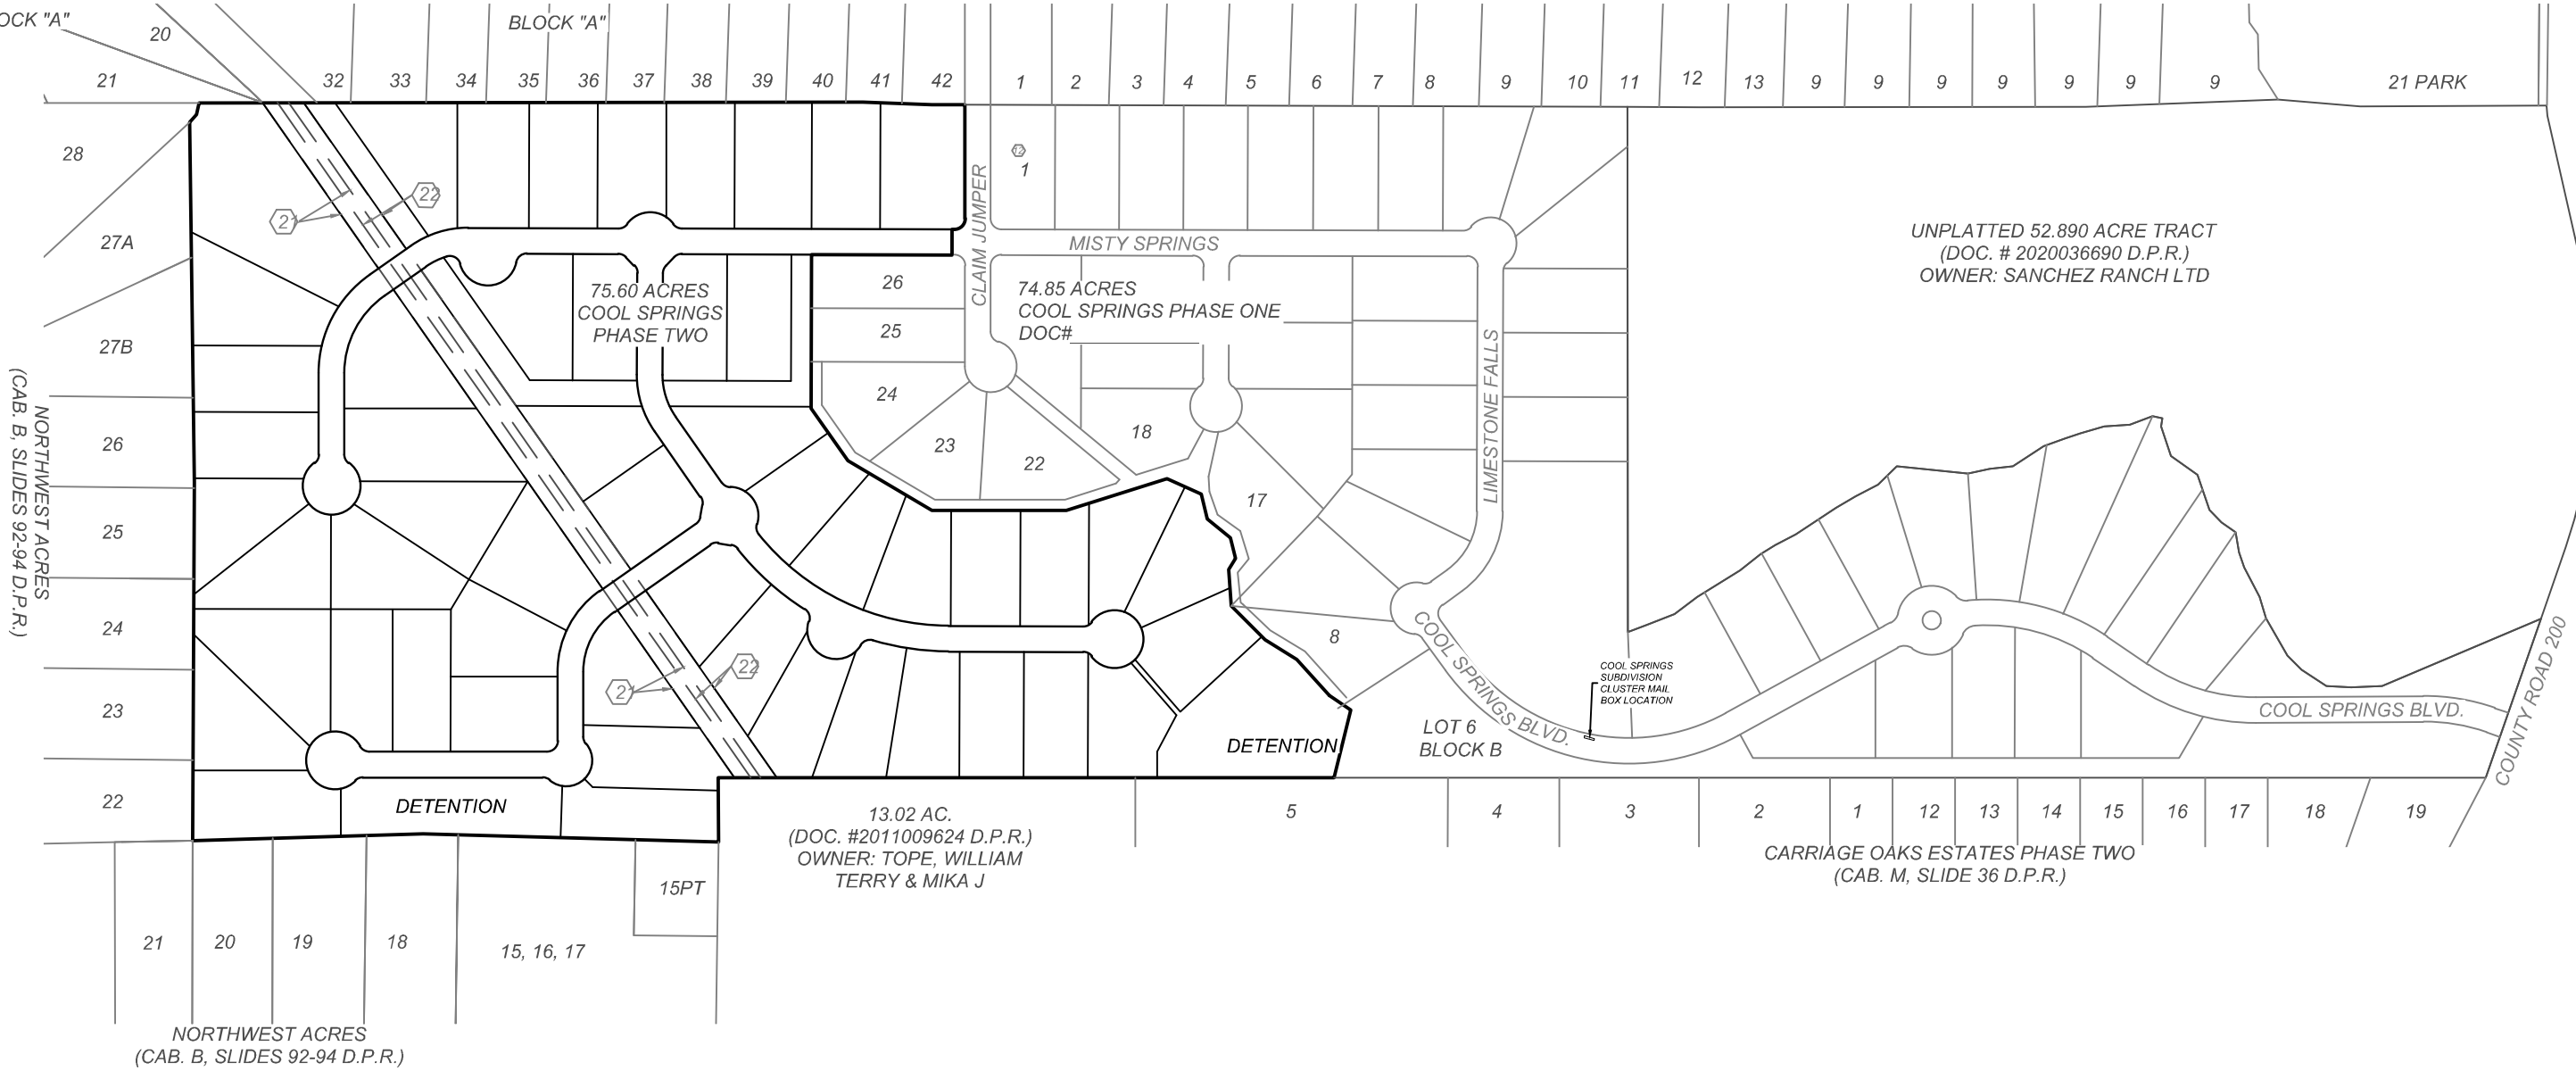 OCK "A"
BLOCK "A"
20
21
32
33
34
35
36
37
38
39
40
41
42
1
2
3
4
5
6
7
8
9
10
11
12
13
9
9
9
9
9
9
9
21 PARK
28
27A
27B
26
25
24
23
22
NORTHWEST ACRES
(CAB. B, SLIDES 92-94 D.P.R.)
2
22
75.60 ACRES
COOL SPRINGS
PHASE TWO
CLAIM JUMPER
12
1
MISTY SPRINGS
74.85 ACRES
COOL SPRINGS PHASE ONE
DOC#
26
25
24
23
22
18
17
8
LIMESTONE FALLS
UNPLATTED 52.890 ACRE TRACT
(DOC. # 2020036690 D.P.R.)
OWNER: SANCHEZ RANCH LTD
2
22
COOL SPRINGS BLVD.
COOL SPRINGS
SUBDIVISION
CLUSTER MAIL
BOX LOCATION
LOT 6
BLOCK B
DETENTION
DETENTION
COOL SPRINGS BLVD.
COUNTY ROAD 200
13.02 AC.
(DOC. #2011009624 D.P.R.)
OWNER: TOPE, WILLIAM
TERRY & MIKA J
5
4
3
2
1
12
13
14
15
16
17
18
19
CARRIAGE OAKS ESTATES PHASE TWO
(CAB. M, SLIDE 36 D.P.R.)
15PT
21
20
19
18
15, 16, 17
NORTHWEST ACRES
(CAB. B, SLIDES 92-94 D.P.R.)